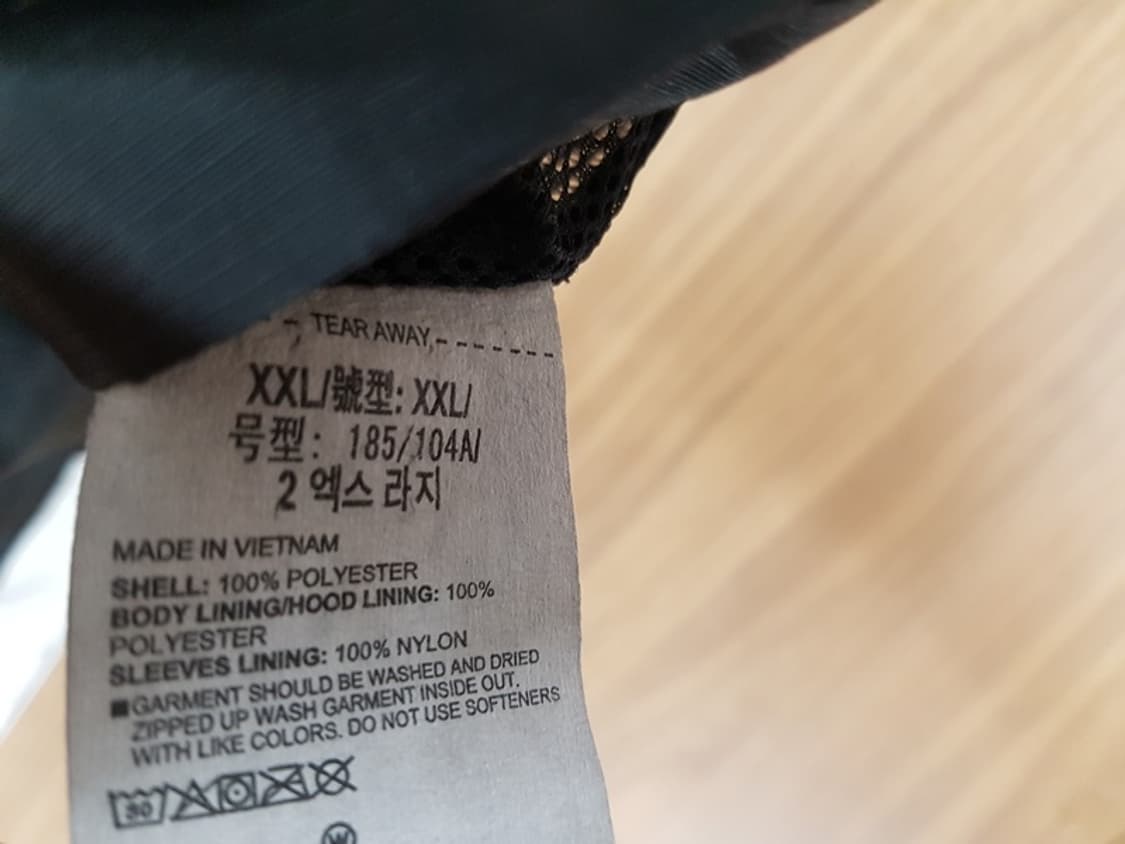 TEAR AWAY
XXL/號型: XXL/
号型: 185/104A/
2 엑스 라지
MADE IN VIETNAM
SHELL: 100% POLYESTER
BODY LINING/HOOD LINING: 100%
POLYESTER
SLEEVES LINING: 100% NYLON
■GARMENT SHOULD BE WASHED AND DRIED
ZIPPED UP WASH GARMENT INSIDE OUT.
WITH LIKE COLORS. DO NOT USE SOFTENERS
30
W